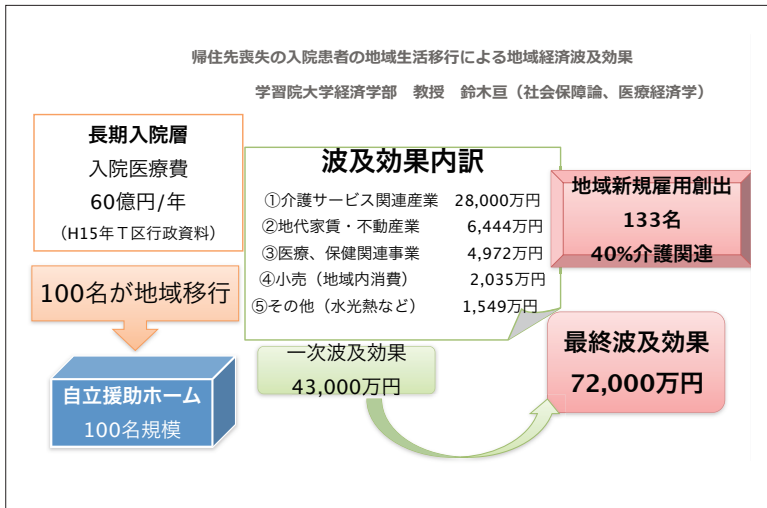 帰住先喪失の入院患者の地域生活移行による地域経済波及効果
学習院大学経済学部　教授　鈴木亘（社会保障論、医療経済学）
長期入院層
入院医療費
60億円/年
（H15年T区行政資料）
100名が地域移行
自立援助ホーム
100名規模
波及効果内訳
①介護サービス関連産業　28,000万円
②地代家賃・不動産業　6,444万円
③医療、保健関連事業　4,972万円
④小売（地域内消費）　2,035万円
⑤その他（水光熱など）　1,549万円
一次波及効果
43,000万円
地域新規雇用創出
133名
40%介護関連
最終波及効果
72,000万円